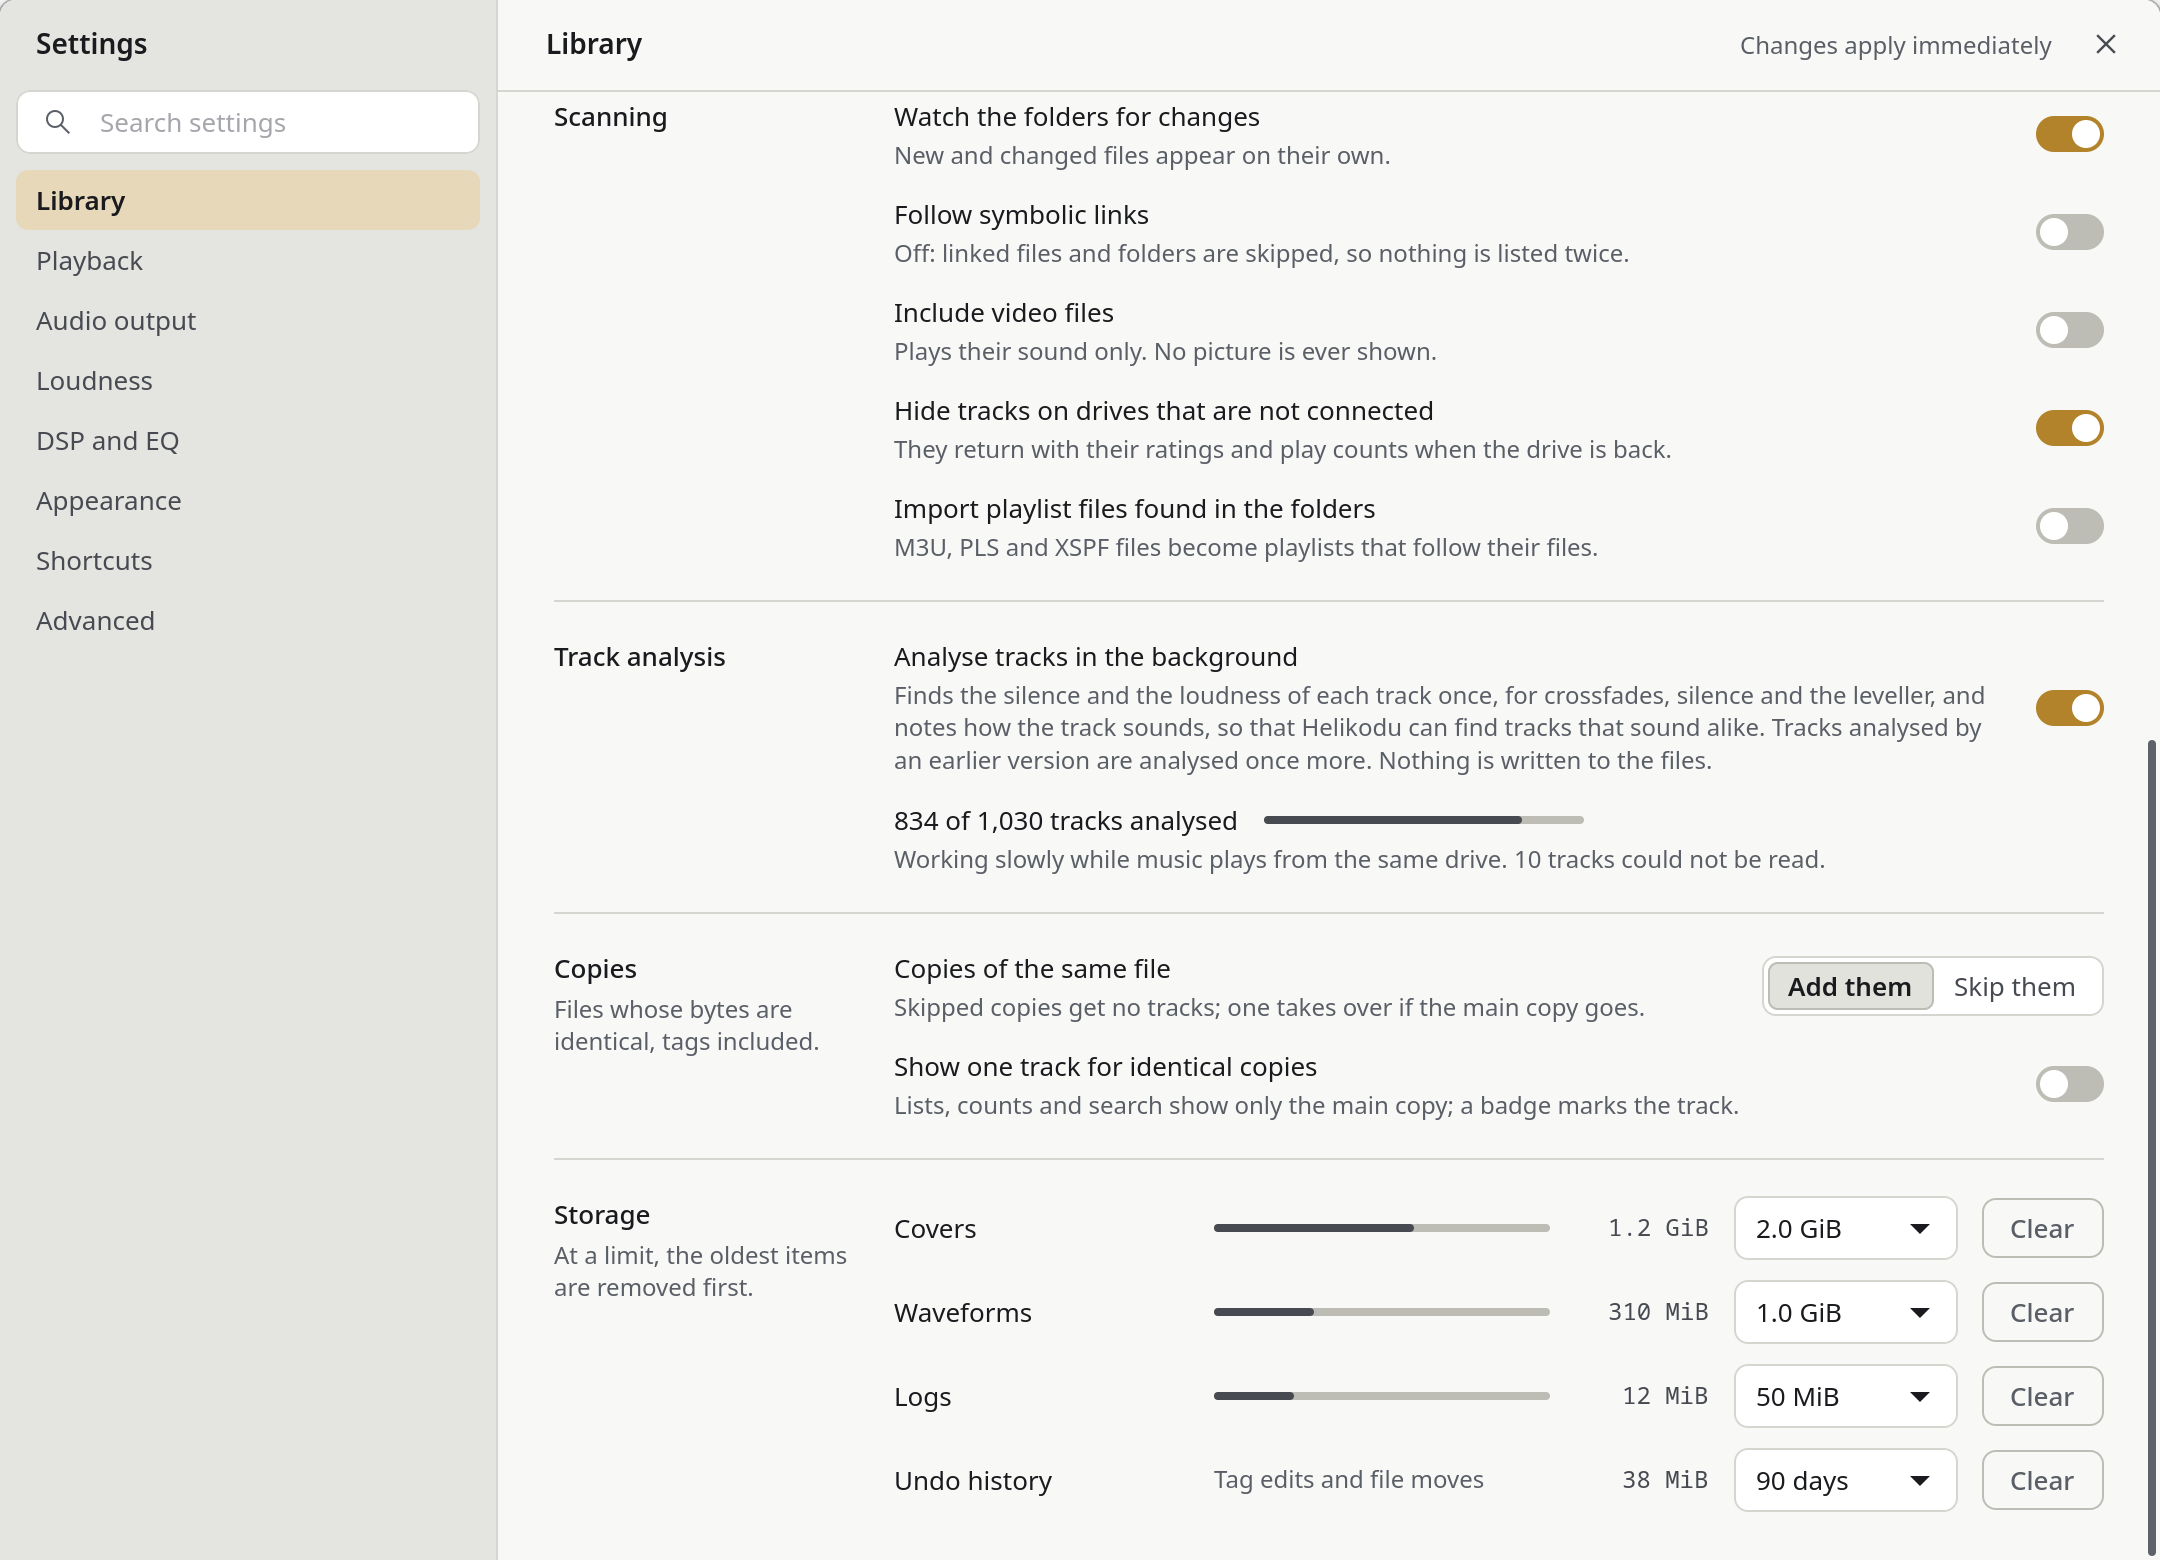 Settings
Search settings
Library
Playback
Audio output
Loudness
DSP and EQ
Appearance
Shortcuts
Advanced
Library
Changes apply immediately
Scanning
Watch the folders for changes
New and changed files appear on their own.
Follow symbolic links
Off: linked files and folders are skipped, so nothing is listed twice.
Include video files
Plays their sound only. No picture is ever shown.
Hide tracks on drives that are not connected
They return with their ratings and play counts when the drive is back.
Import playlist files found in the folders
M3U, PLS and XSPF files become playlists that follow their files.
Track analysis
Analyse tracks in the background
Finds the silence and the loudness of each track once, for crossfades, silence and the leveller, and
notes how the track sounds, so that Helikodu can find tracks that sound alike. Tracks analysed by
an earlier version are analysed once more. Nothing is written to the files.
834 of 1,030 tracks analysed
Working slowly while music plays from the same drive. 10 tracks could not be read.
Copies
Files whose bytes are
identical, tags included.
Copies of the same file
Skipped copies get no tracks; one takes over if the main copy goes.
Add them Skip them
Show one track for identical copies
Lists, counts and search show only the main copy; a badge marks the track.
Storage
At a limit, the oldest items
are removed first.
Covers 1.2 GiB 2.0 GiB Clear
Waveforms 310 MiB 1.0 GiB Clear
Logs 12 MiB 50 MiB Clear
Undo history Tag edits and file moves 38 MiB 90 days Clear